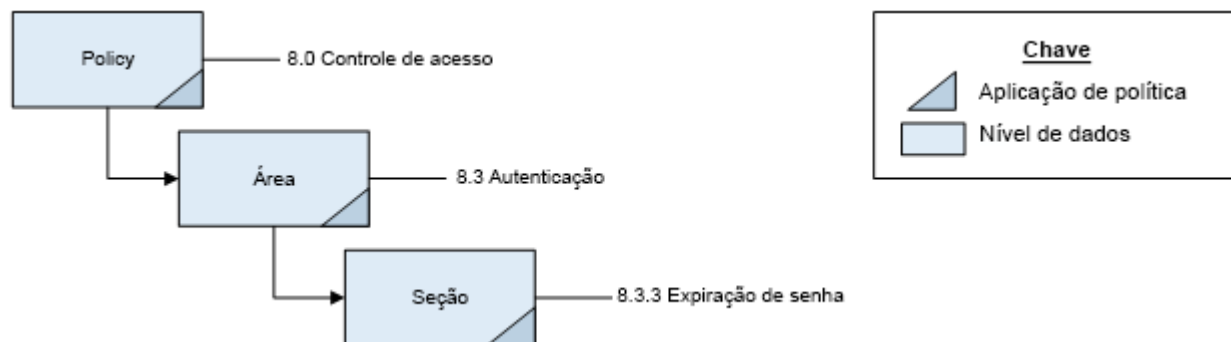 Policy
8.0 Controle de acesso
Área
8.3 Autenticação
Seção
8.3.3 Expiração de senha
Chave
Aplicação de política
Nível de dados